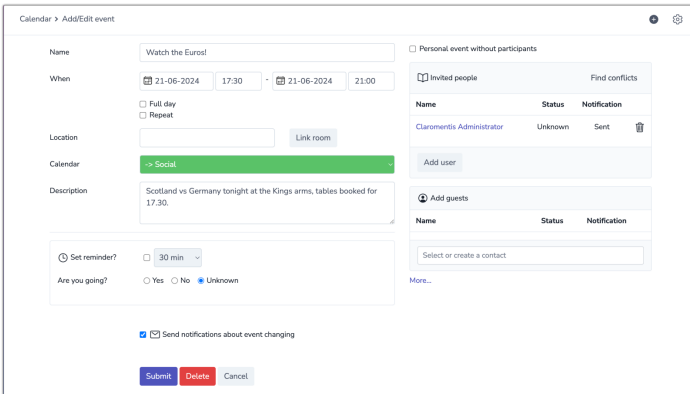 Calendar > Add/Edit event
Name
Watch the Euros!
When
21-06-2024
17:30
-
21-06-2024
21:00
Full day
Repeat
Location
Link room
Calendar
-> Social
Description
Scotland vs Germany tonight at the Kings arms, tables booked for
17.30.
Set reminder?
30 min
Are you going?
Yes
No
Unknown
Send notifications about event changing
Submit
Delete
Cancel
Personal event without participants
Invited people
Find conflicts
Name Status Notification
Claromentis Administrator Unknown Sent
Add user
Add guests
Name Status Notification
Select or create a contact
More...